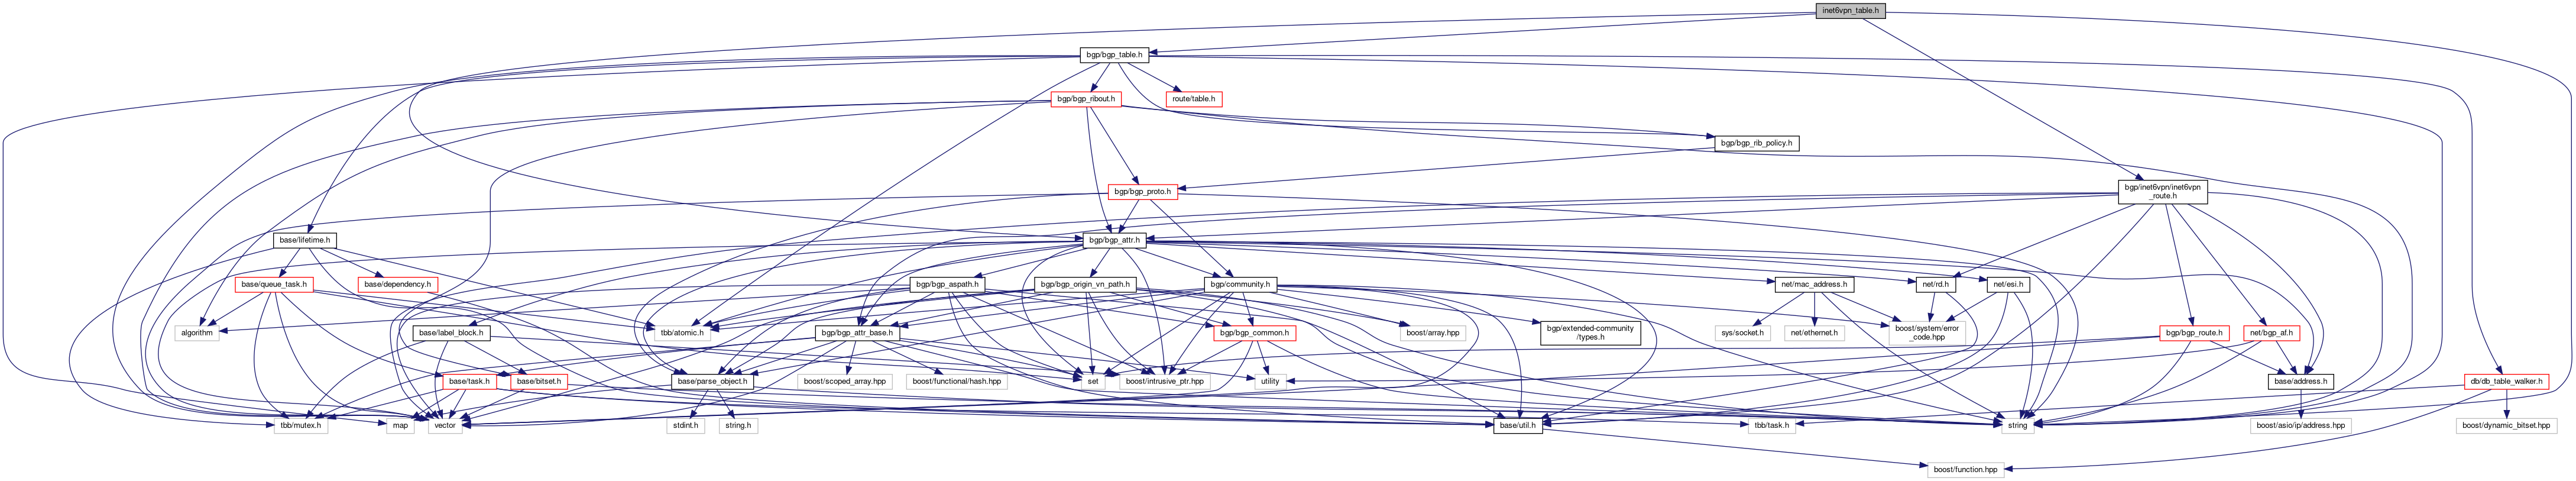 inet6vpn_table.h
bgp/bgp_table.h
bgp/bgp_ribout.h
route/table.h
bgp/bgp_rib_policy.h
bgp/bgp_proto.h
bgp/inet6vpn/inet6vpn
_route.h
base/lifetime.h
bgp/bgp_attr.h
base/queue_task.h
base/dependency.h
bgp/bgp_aspath.h
bgp/bgp_origin_vn_path.h
bgp/community.h
net/mac_address.h
net/rd.h
net/esi.h
algorithm
base/label_block.h
tbb/atomic.h
bgp/bgp_attr_base.h
bgp/bgp_common.h
boost/array.hpp
bgp/extended-community
/types.h
sys/socket.h
net/ethernet.h
boost/system/error
_code.hpp
bgp/bgp_route.h
net/bgp_af.h
base/task.h
base/bitset.h
base/parse_object.h
boost/scoped_array.hpp
boost/functional/hash.hpp
set
boost/intrusive_ptr.hpp
utility
base/address.h
db/db_table_walker.h
tbb/mutex.h
map
vector
stdint.h
string.h
base/util.h
tbb/task.h
string
boost/asio/ip/address.hpp
boost/dynamic_bitset.hpp
boost/function.hpp